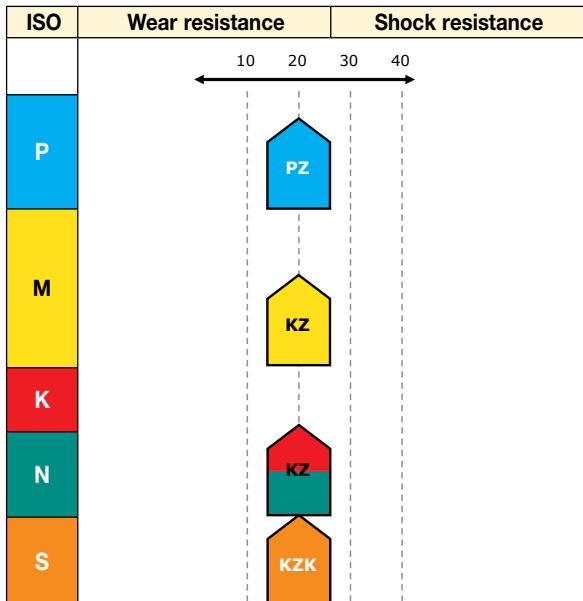 ISO Wear resistance Shock resistance
10 20 30 40
P
PZ
M
KZ
K
KZ
N
S
KZK